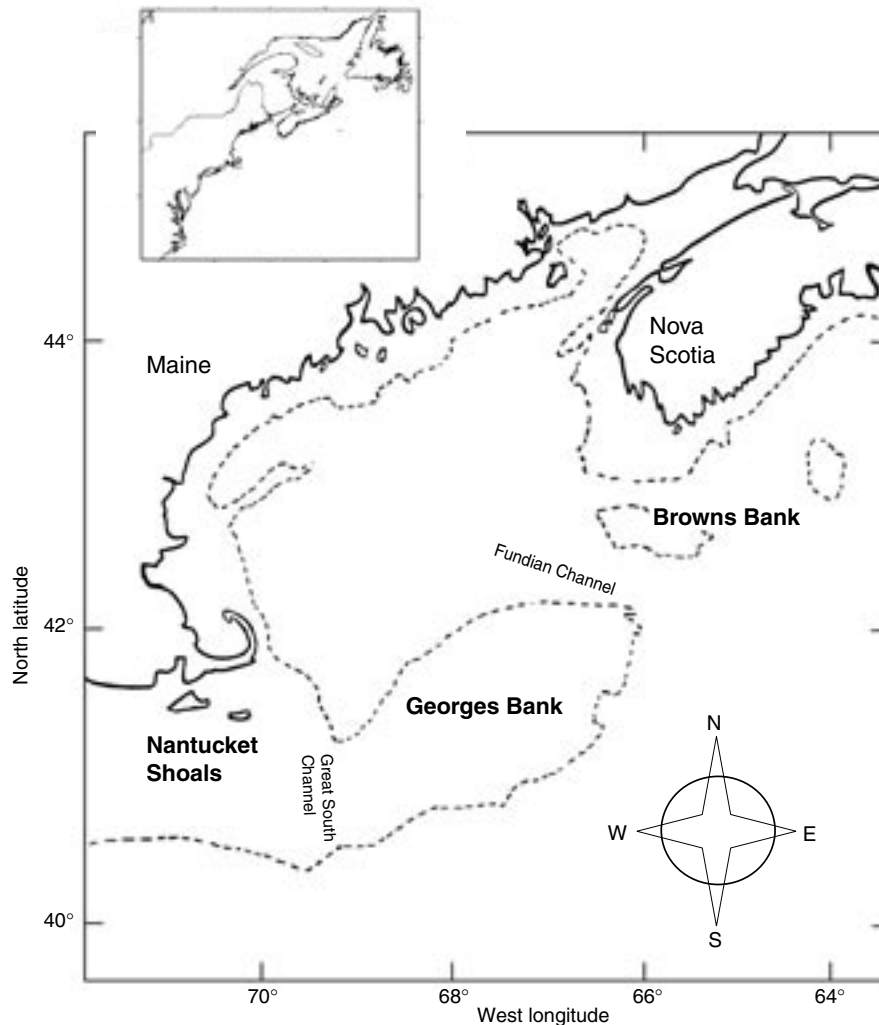 44°
Maine
Nova
Scotia
Browns Bank
Fundian Channel
42°
North latitude
Georges Bank
Nantucket
Shoals
Great South
Channel
N
W
E
S
40°
70°
68°
66°
64°
West longitude